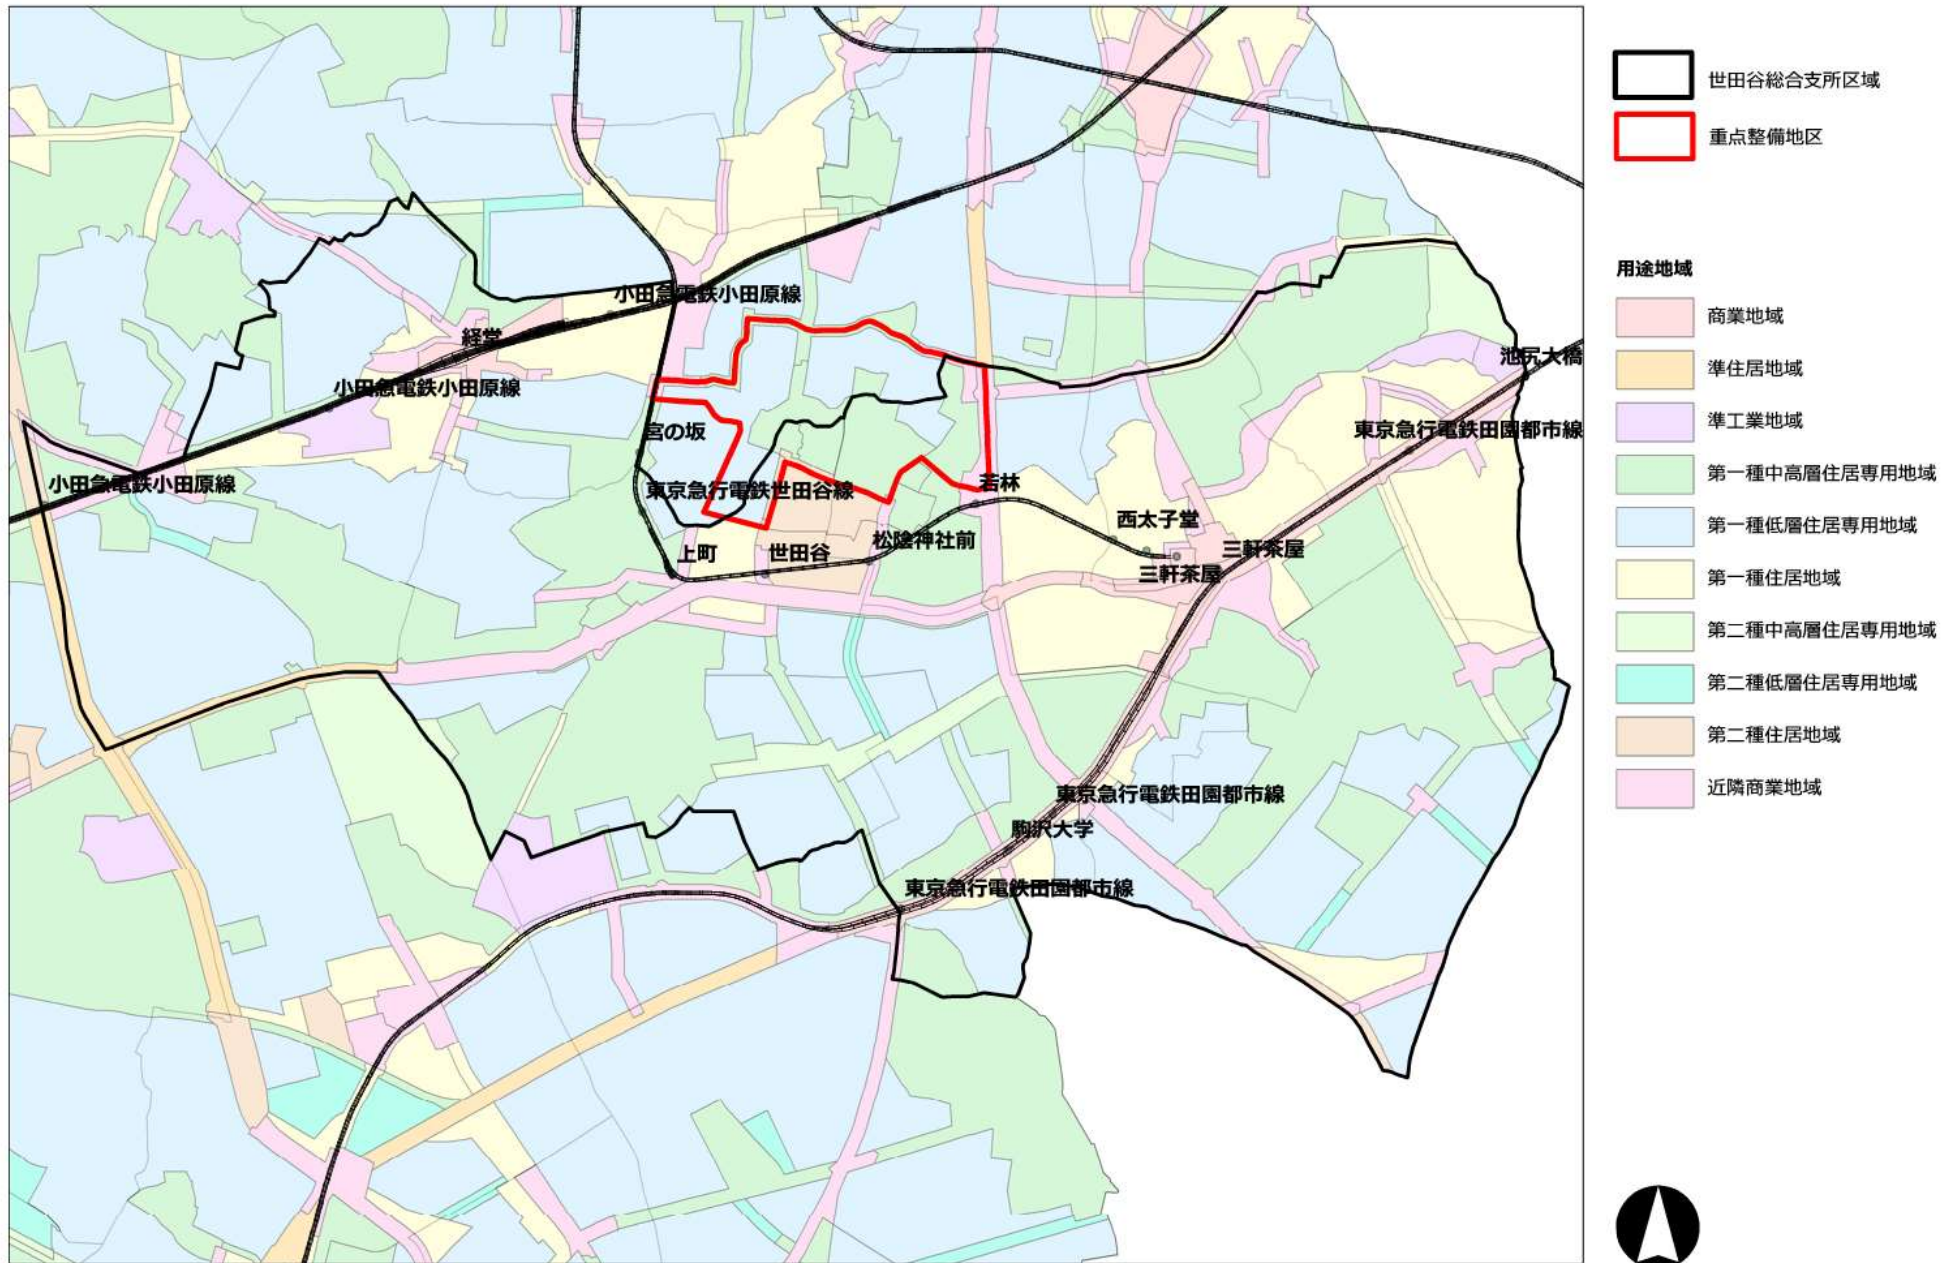 小田急電鉄小田原線
経堂
小田急電鉄小田原線
小田急電鉄小田原線
宮の坂
東京急行電鉄世田谷線
上町
世田谷
松陰神社前
若林
西太子堂
三軒茶屋
三軒茶屋
池尻大橋
東京急行電鉄田園都市線
東京急行電鉄田園都市線
駒沢大学
東京急行電鉄田園都市線
世田谷総合支所区域
重点整備地区
用途地域
商業地域
準住居地域
準工業地域
第一種中高層住居専用地域
第一種低層住居専用地域
第一種住居地域
第二種中高層住居専用地域
第二種低層住居専用地域
第二種住居地域
近隣商業地域